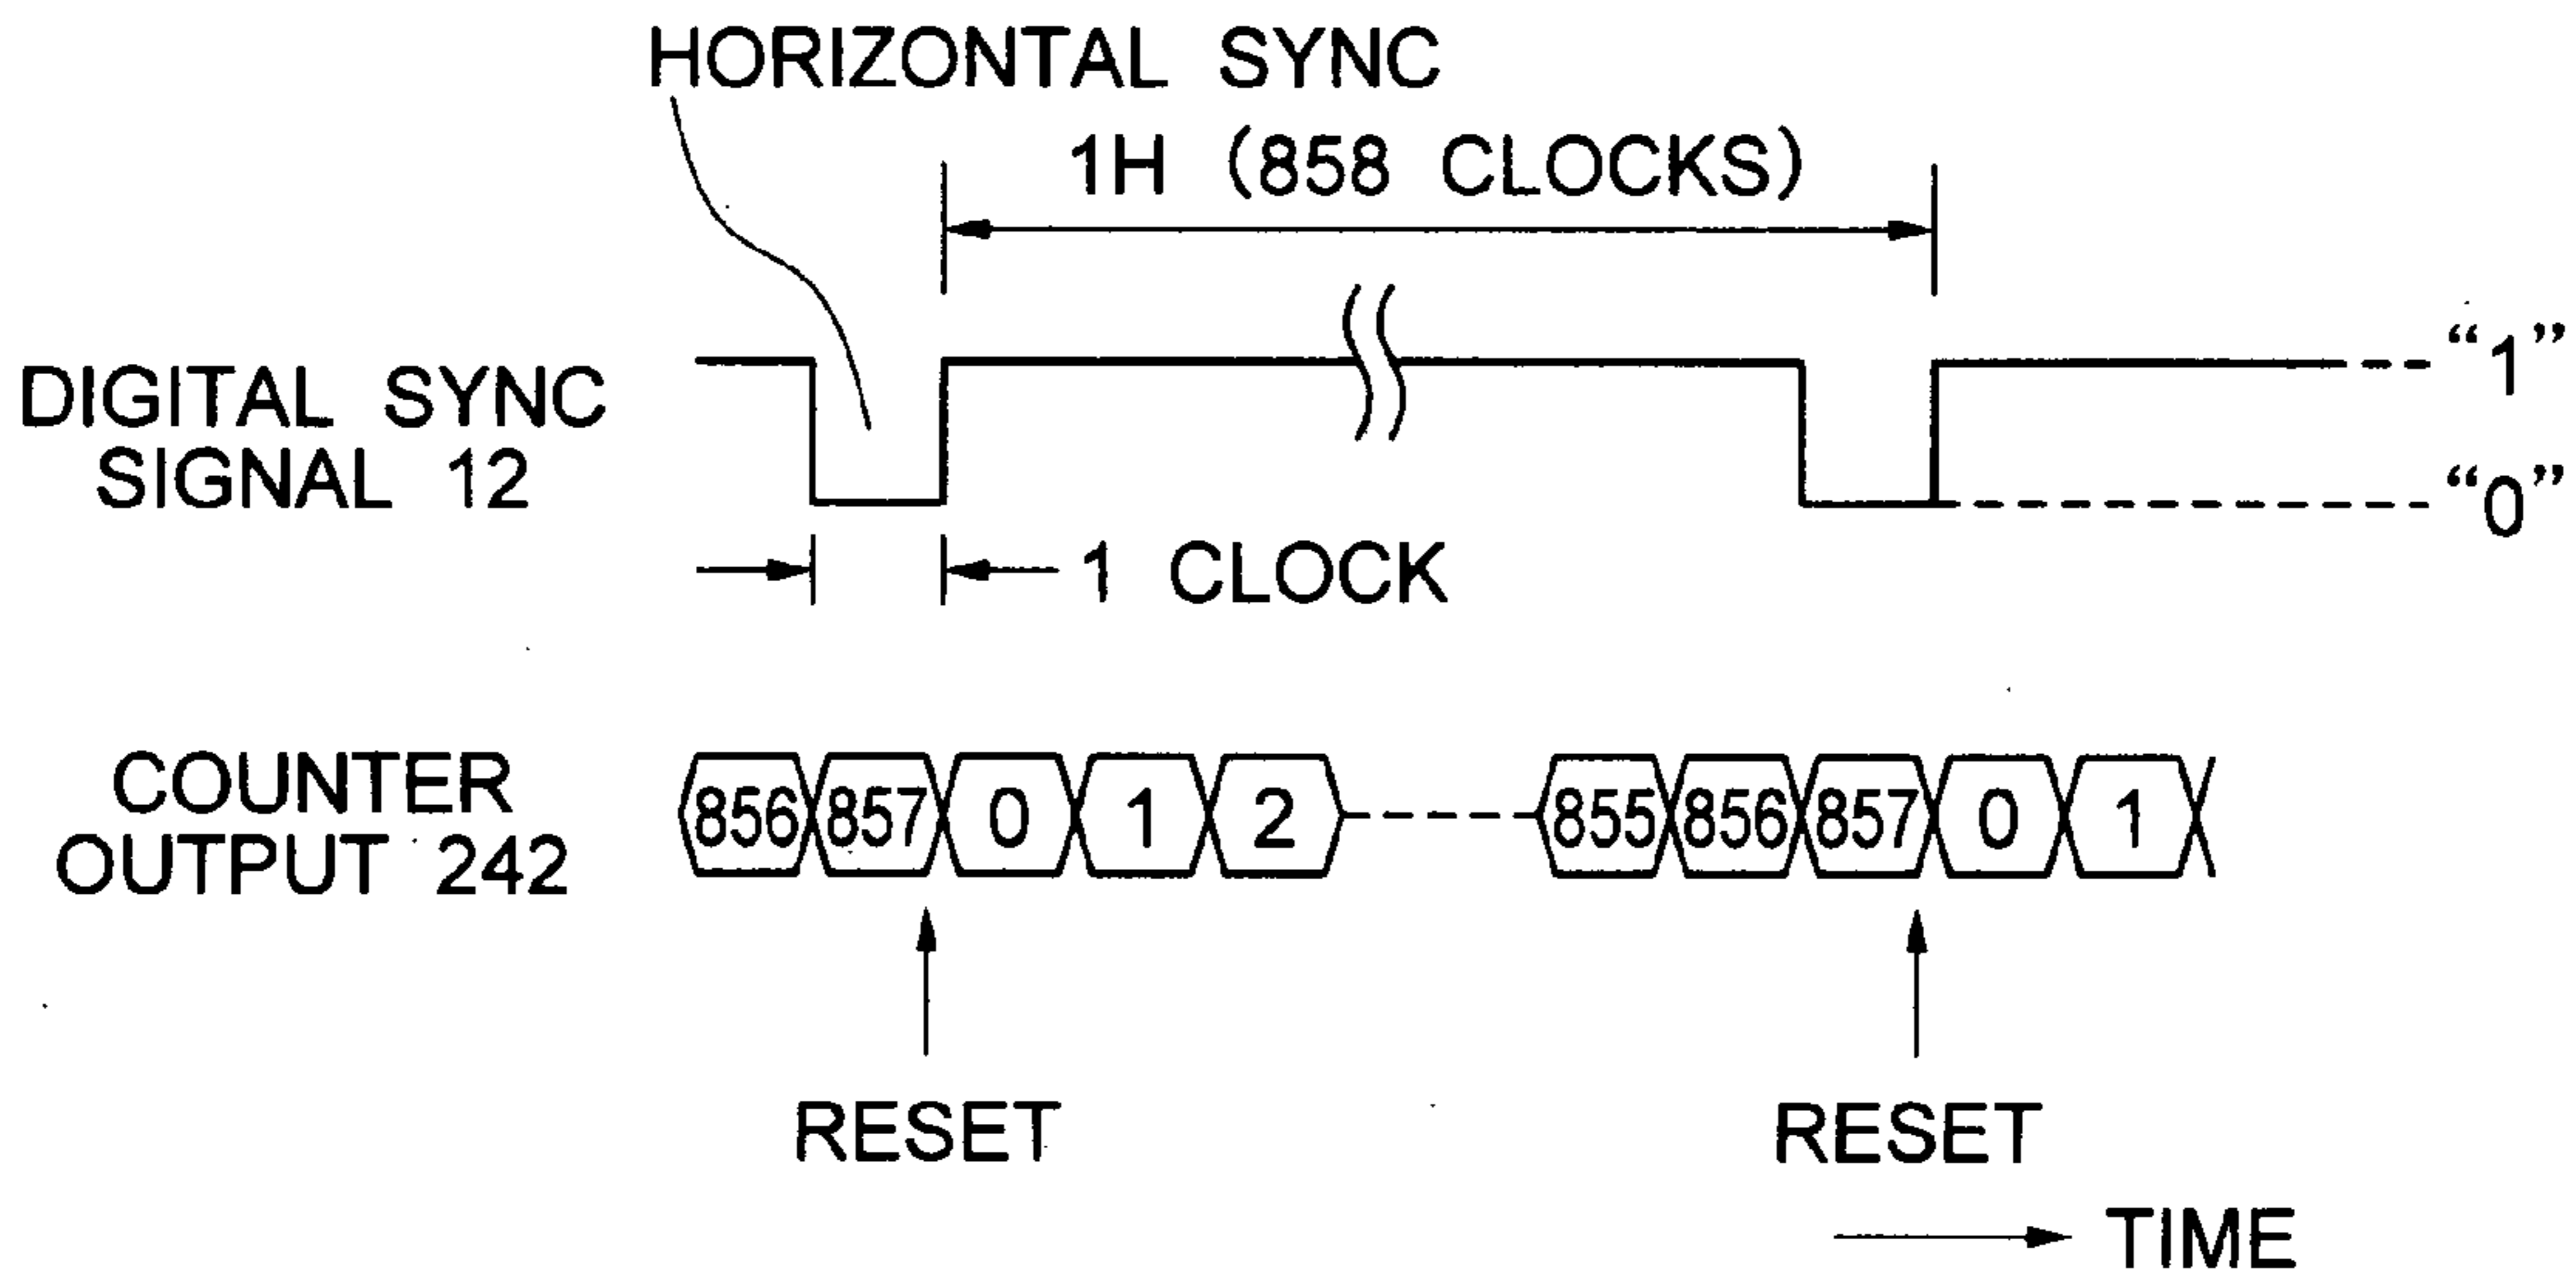 HORIZONTAL SYNC
1H (858 CLOCKS)
DIGITAL SYNC
SIGNAL 12
“1”
“0”
1 CLOCK
COUNTER
OUTPUT 242
856 857 0 1 2 855 856 857 0 1
RESET RESET
TIME